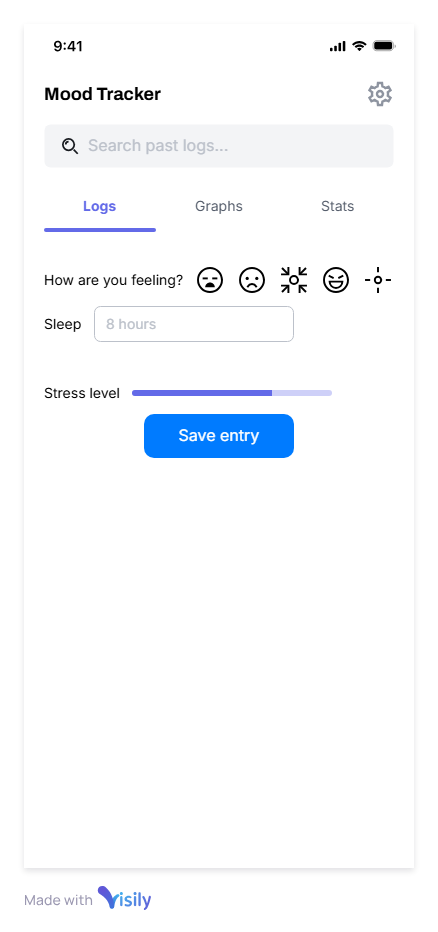 9:41
Mood Tracker
Search past logs...
Logs Graphs Stats
How are you feeling?
Sleep 8 hours
Stress level
Save entry
Made with Visily